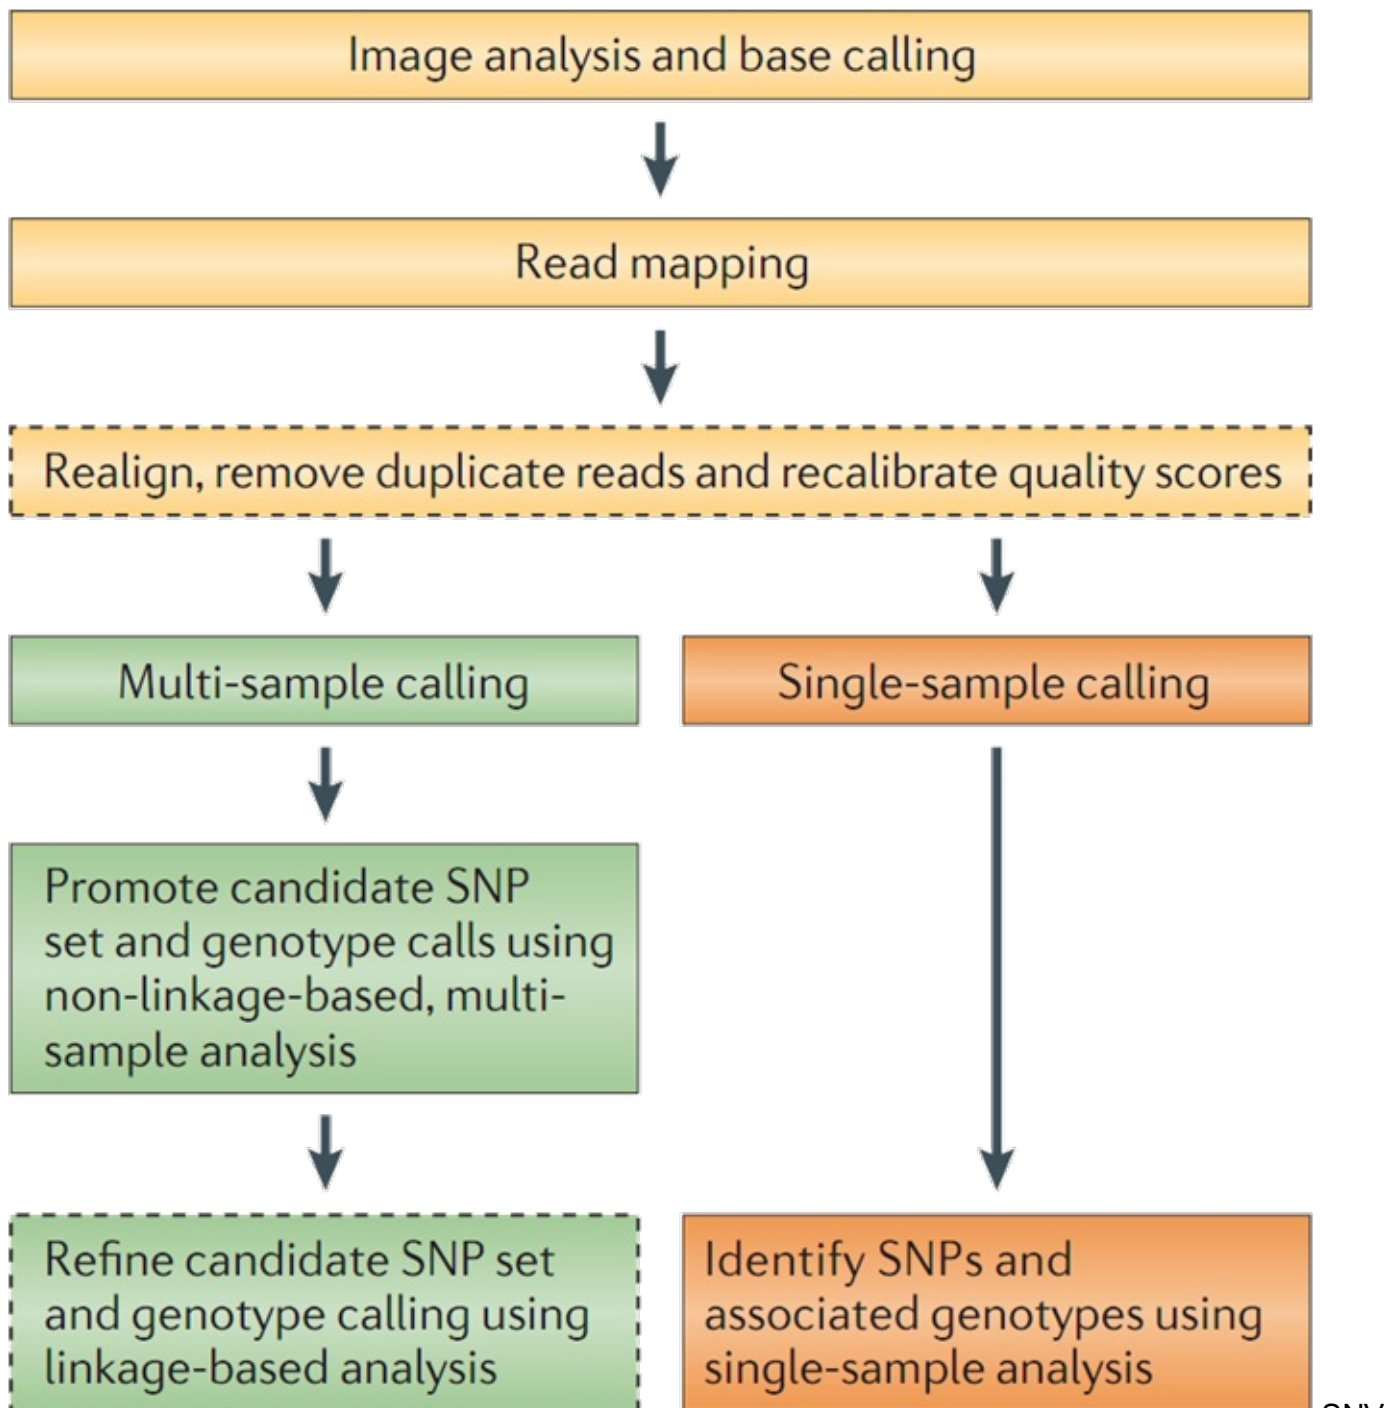 Image analysis and base calling
Read mapping
Realign, remove duplicate reads and recalibrate quality scores
Multi-sample calling
Single-sample calling
Promote candidate SNP
set and genotype calls using
non-linkage-based, multi-
sample analysis
Refine candidate SNP set
and genotype calling using
linkage-based analysis
Identify SNPs and
associated genotypes using
single-sample analysis